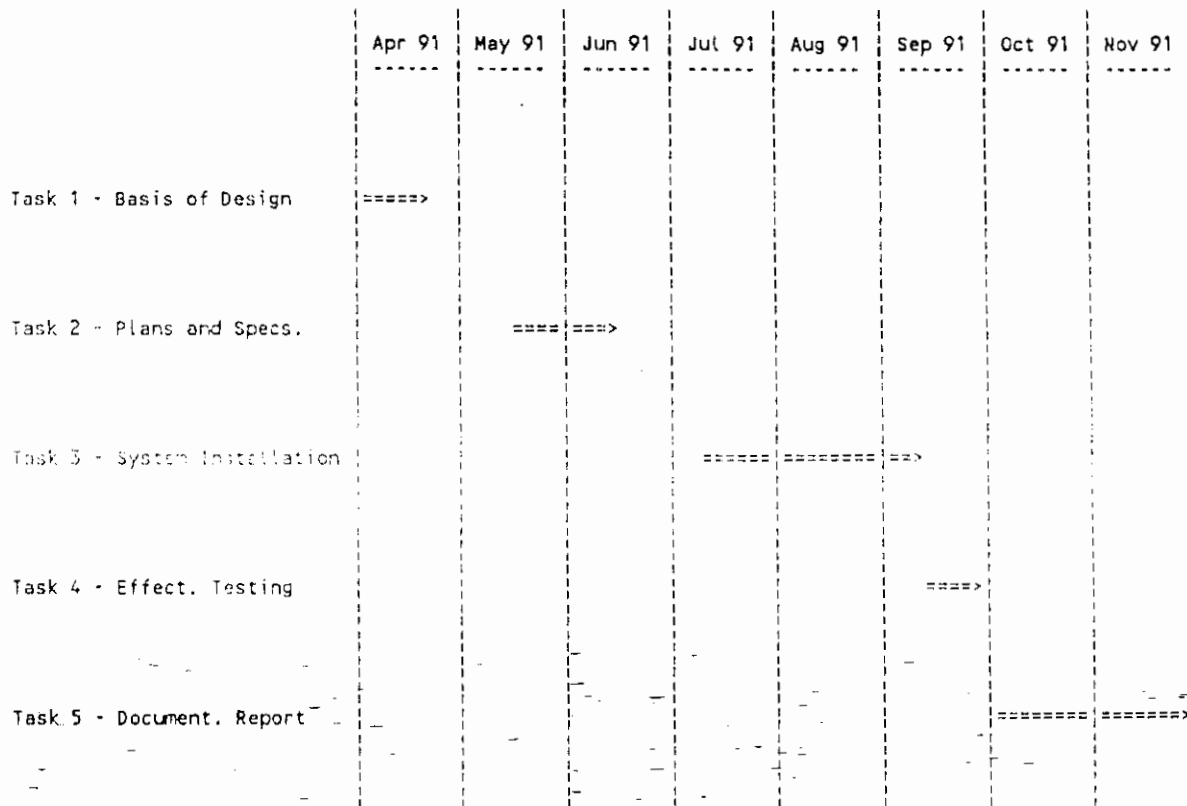 Apr 91 May 91 Jun 91 Jul 91 Aug 91 Sep 91 Oct 91 Nov 91
Task 1 - Basis of Design
Task 2 - Plans and Specs.
Task 3 - System Installation
Task 4 - Effect. Testing
Task 5 - Document. Report